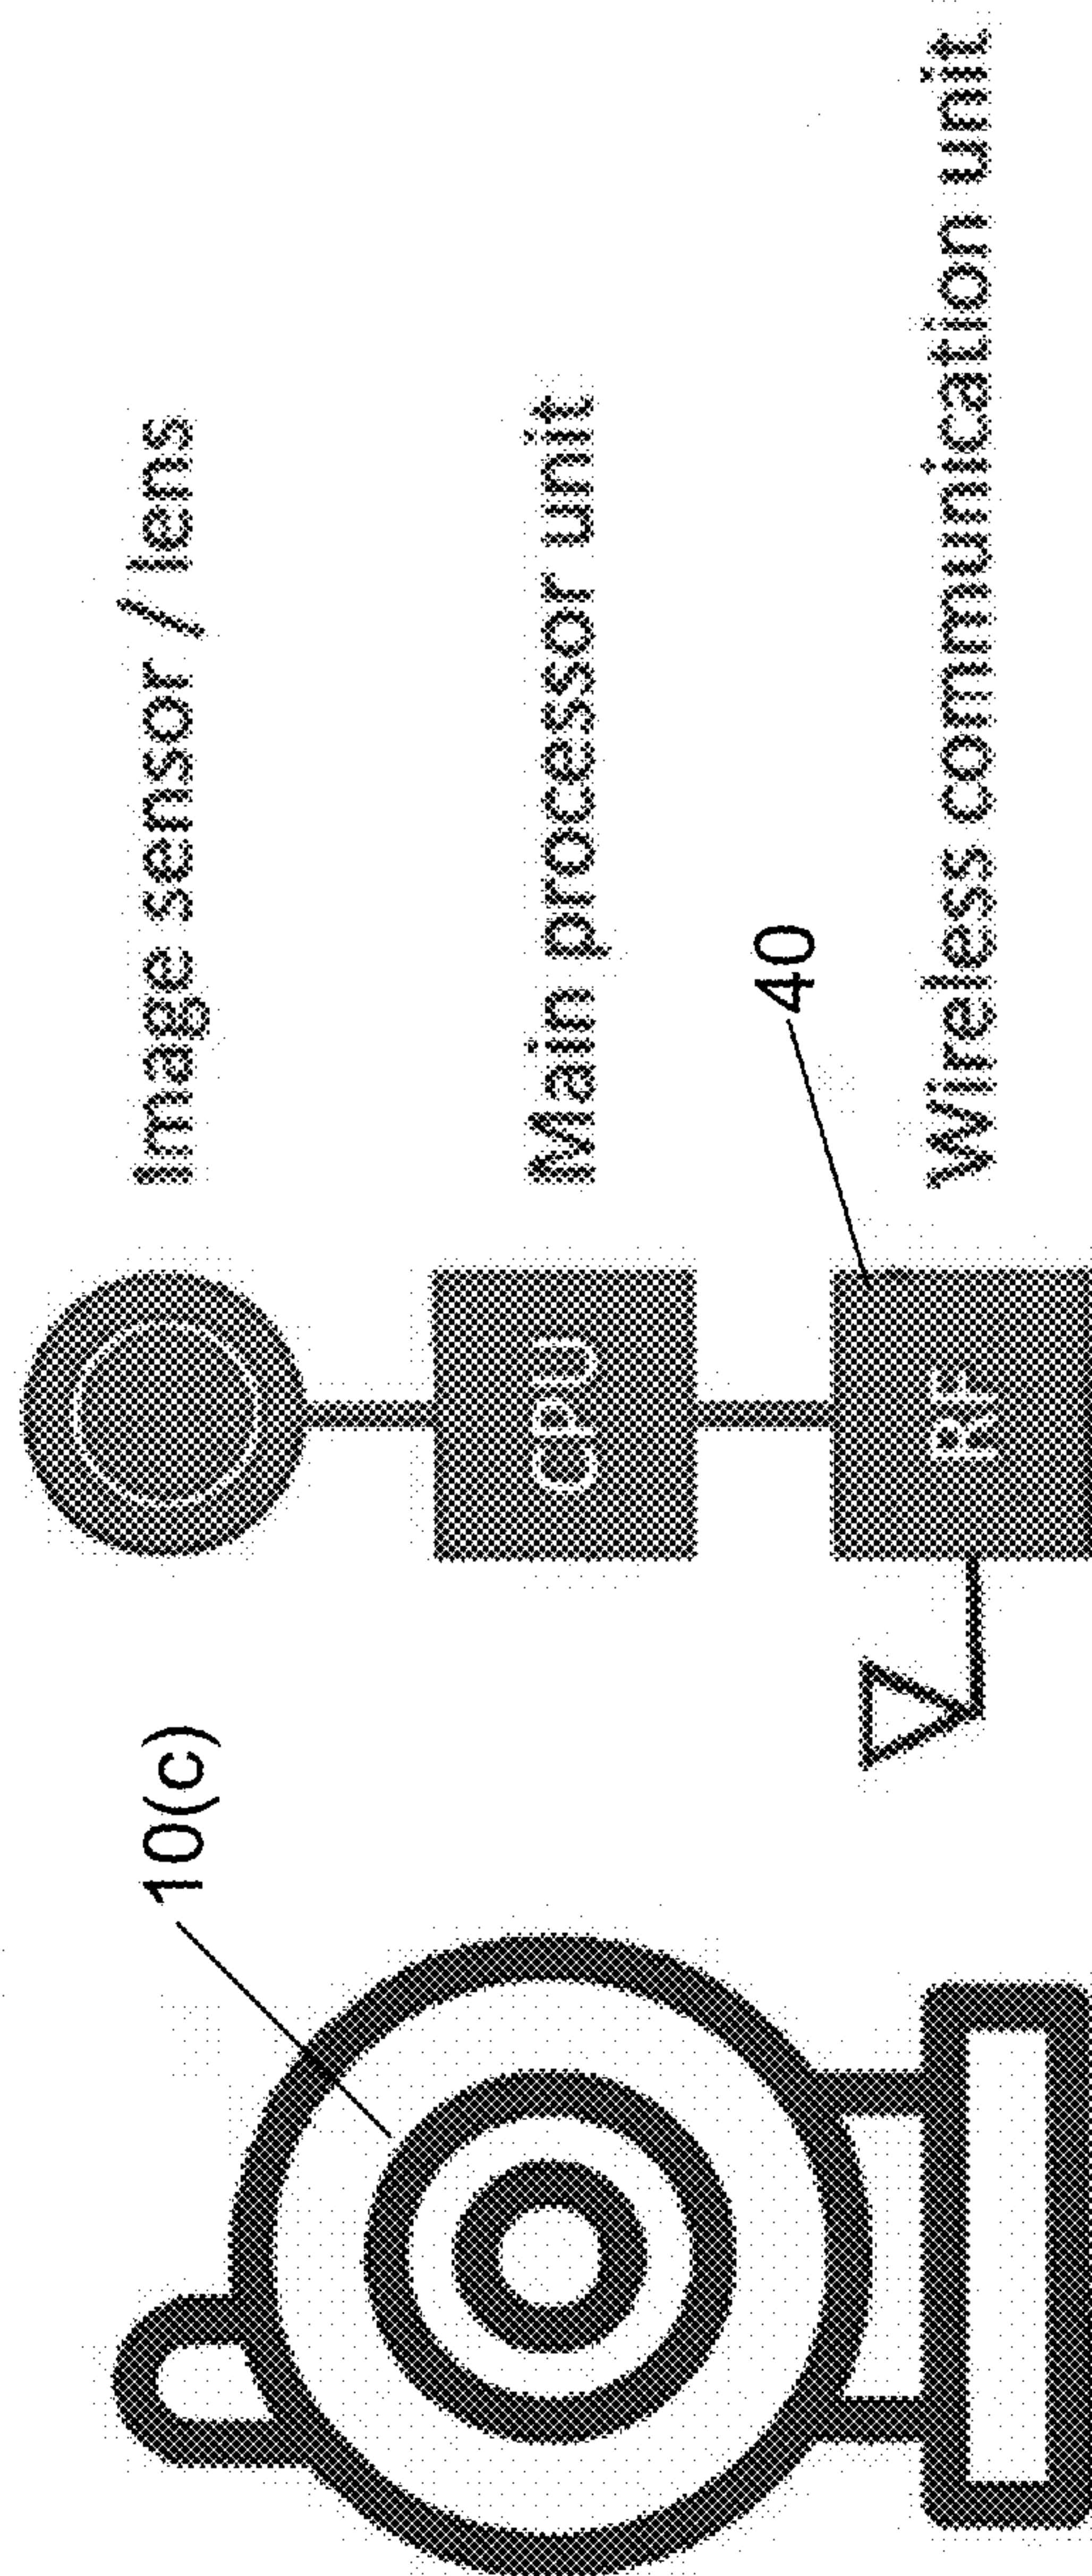 10(c)
Image sensor / lens
CPU
Main processor unit
40
RF
Wireless communication unit